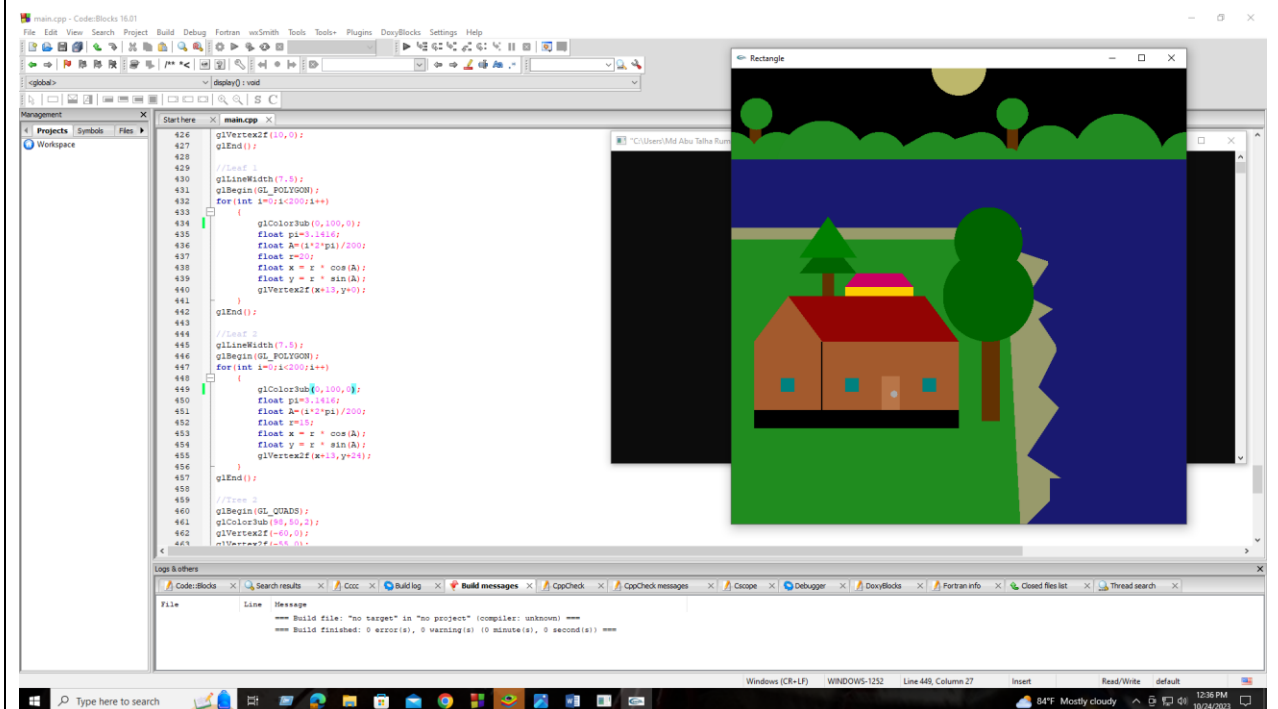 main.cpp - Code::Blocks 16.01
File Edit View Search Project Build Debug Fortran wxSmith Tools Tools+ Plugins DoxyBlocks Settings Help
/** *<
<global>
display() : void
S C
Management
Projects Symbols Files
Workspace
Start here
main.cpp
426 glVertex2f(10,0);
427 glEnd();
428
429 //Leaf 1
430 glLineWidth(7.5);
431 glBegin(GL_POLYGON);
432 for(int i=0;i<200;i++)
433 {
434 glColor3ub(0,100,0);
435 float pi=3.1416;
436 float A=(i*2*pi)/200;
437 float r=20;
438 float x = r * cos(A);
439 float y = r * sin(A);
440 glVertex2f(x+13,y+0);
441 }
442 glEnd();
443
444 //Leaf 2
445 glLineWidth(7.5);
446 glBegin(GL_POLYGON);
447 for(int i=0;i<200;i++)
448 {
449 glColor3ub(0,100,0);
450 float pi=3.1416;
451 float A=(i*2*pi)/200;
452 float r=15;
453 float x = r * cos(A);
454 float y = r * sin(A);
455 glVertex2f(x+13,y+24);
456 }
457 glEnd();
458
459 //Tree 2
460 glBegin(GL_QUADS);
461 glColor3ub(98,50,2);
462 glVertex2f(-60,0);
463 glVertex2f(-55,0);
"C:\Users\Md Abu Talha Rum
Rectangle
Logs & others
Code::Blocks Search results Cccc Build log Build messages CppCheck CppCheck messages Cscope Debugger DoxyBlocks Fortran info Closed files list Thread search
File Line Message
=== Build file: "no target" in "no project" (compiler: unknown) ===
=== Build finished: 0 error(s), 0 warning(s) (0 minute(s), 0 second(s)) ===
Windows (CR+LF) WINDOWS-1252 Line 449, Column 27 Insert Read/Write default
Type here to search
84°F Mostly cloudy
12:36 PM
10/24/2023